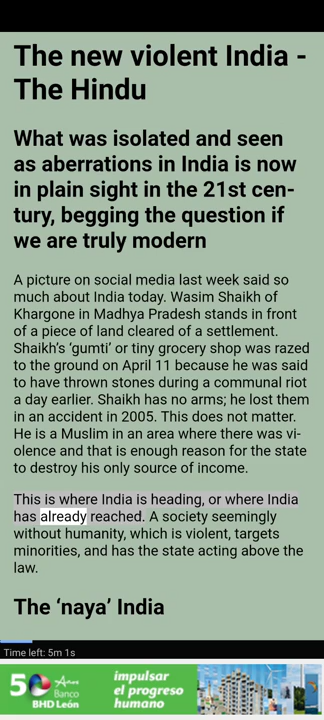 The new violent India -
The Hindu
What was isolated and seen
as aberrations in India is now
in plain sight in the 21st cen-
tury, begging the question if
we are truly modern
A picture on social media last week said so
much about India today. Wasim Shaikh of
Khargone in Madhya Pradesh stands in front
of a piece of land cleared of a settlement.
Shaikh’s ‘gumti’ or tiny grocery shop was razed
to the ground on April 11 because he was said
to have thrown stones during a communal riot
a day earlier. Shaikh has no arms; he lost them
in an accident in 2005. This does not matter.
He is a Muslim in an area where there was vi-
olence and that is enough reason for the state
to destroy his only source of income.
This is where India is heading, or where India
has already reached. A society seemingly
without humanity, which is violent, targets
minorities, and has the state acting above the
law.
The ‘naya’ India
Time left: 5m 1s
50 Años
Banco
BHD León
impulsar
el progreso
humano